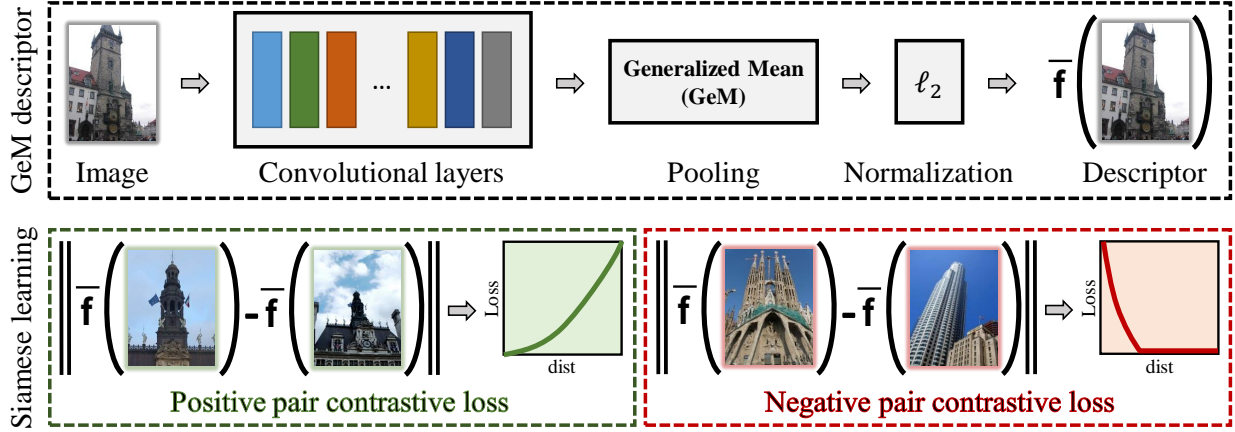 GeM descriptor
...
Generalized Mean
(GeM)
ℓ2
f̄
Image
Convolutional layers
Pooling
Normalization
Descriptor
Siamese learning
f̄
- f̄
Loss
dist
Positive pair contrastive loss
f̄
- f̄
Loss
dist
Negative pair contrastive loss